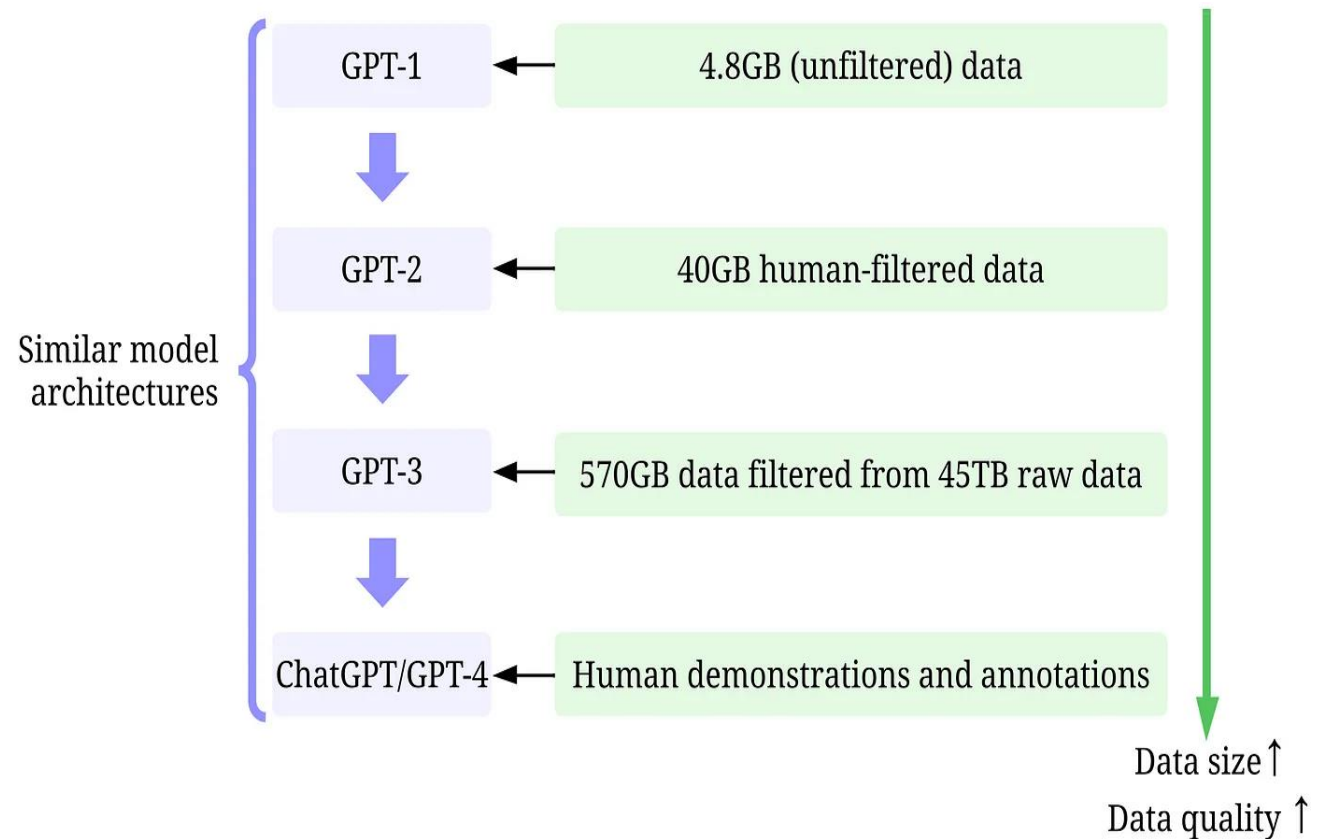 GPT-1
4.8GB (unfiltered) data
GPT-2
40GB human-filtered data
Similar model
architectures
GPT-3
570GB data filtered from 45TB raw data
ChatGPT/GPT-4
Human demonstrations and annotations
Data size↑
Data quality ↑